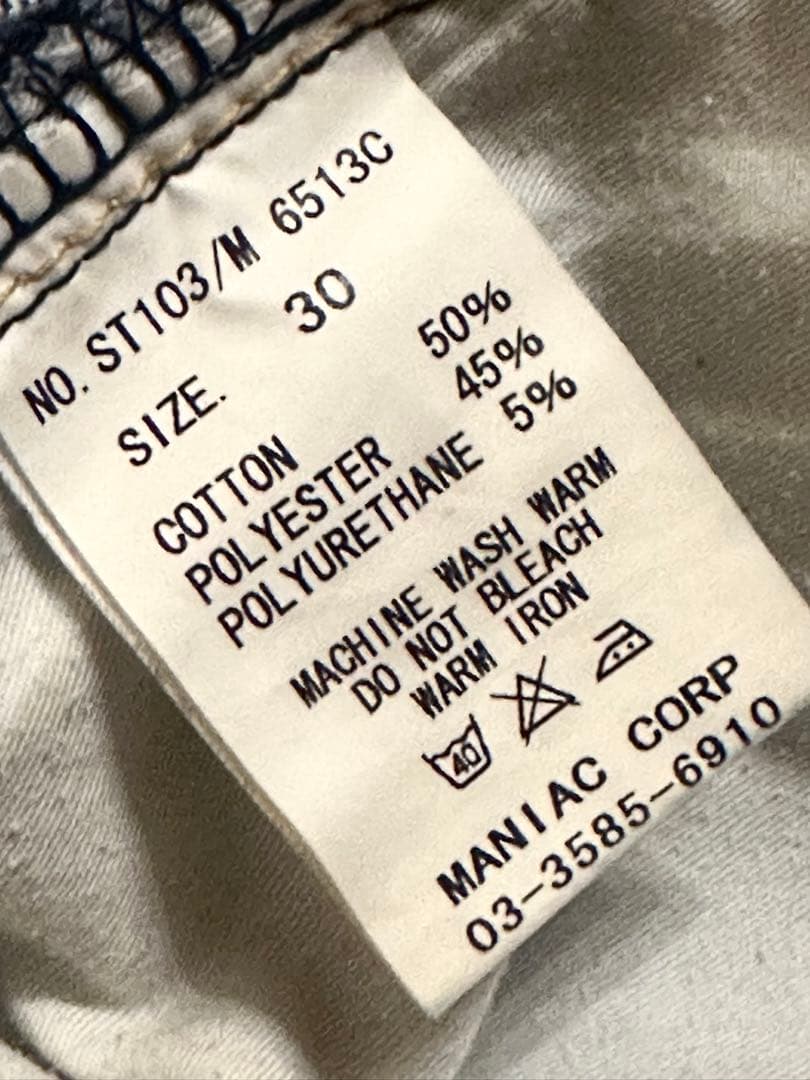 NO. ST103/M 6513C
SIZE. 30
COTTON 50%
POLYESTER 45%
POLYURETHANE 5%
MACHINE WASH WARM
DO NOT BLEACH
WARM IRON
40
MANIAC CORP
03-3585-6910